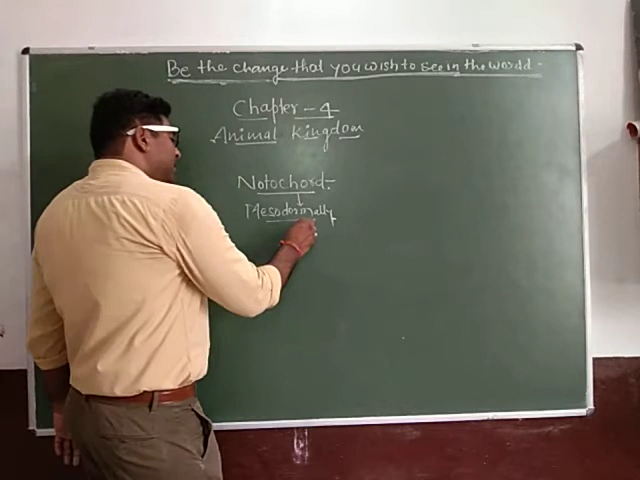 Be the change that you wish to see in the world -
Chapter - 4
Animal Kingdom
Notochord:-
Mesodermally